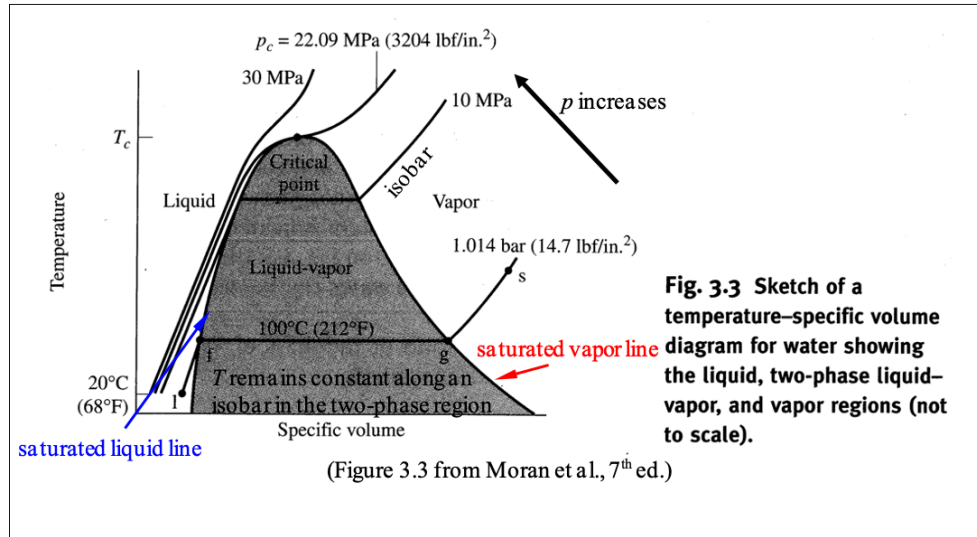 p_c = 22.09 MPa (3204 lbf/in.²)
30 MPa
10 MPa
p increases
T_c
Critical
point
isobar
Liquid
Vapor
Temperature
1.014 bar (14.7 lbf/in.²)
s
Liquid-vapor
100°C (212°F)
f
g
saturated vapor line
20°C
(68°F)
l
T remains constant along an
isobar in the two-phase region
Specific volume
saturated liquid line
Fig. 3.3 Sketch of a
temperature–specific volume
diagram for water showing
the liquid, two-phase liquid–
vapor, and vapor regions (not
to scale).
(Figure 3.3 from Moran et al., 7th ed.)